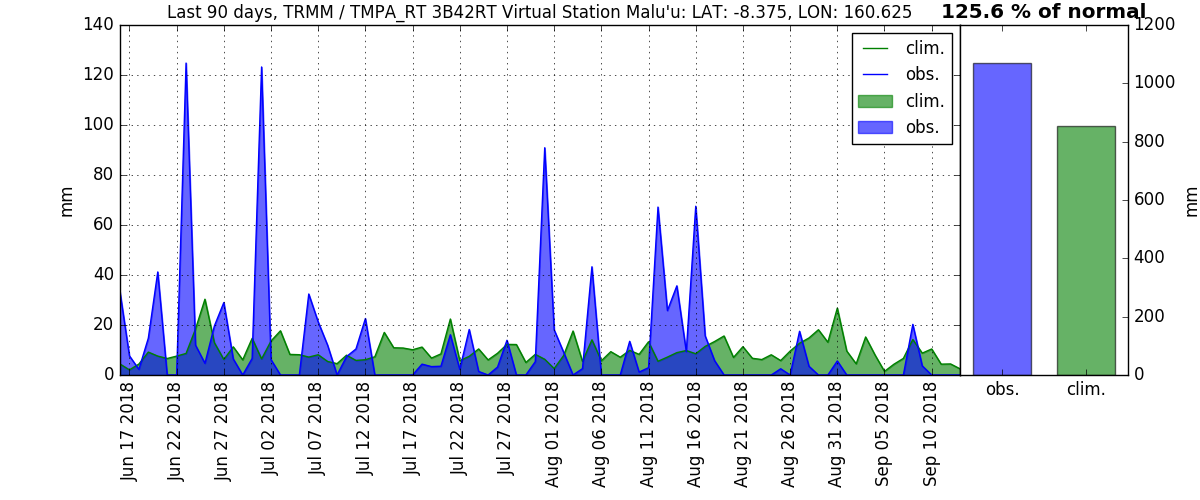 Last 90 days, TRMM / TMPA_RT 3B42RT Virtual Station Malu'u: LAT: -8.375, LON: 160.625
125.6 % of normal
mm
140
120
100
80
60
40
20
0
clim.
obs.
clim.
obs.
Jun 17 2018
Jun 22 2018
Jun 27 2018
Jul 02 2018
Jul 07 2018
Jul 12 2018
Jul 17 2018
Jul 22 2018
Jul 27 2018
Aug 01 2018
Aug 06 2018
Aug 11 2018
Aug 16 2018
Aug 21 2018
Aug 26 2018
Aug 31 2018
Sep 05 2018
Sep 10 2018
obs.
clim.
1200
1000
800
600
400
200
0
mm